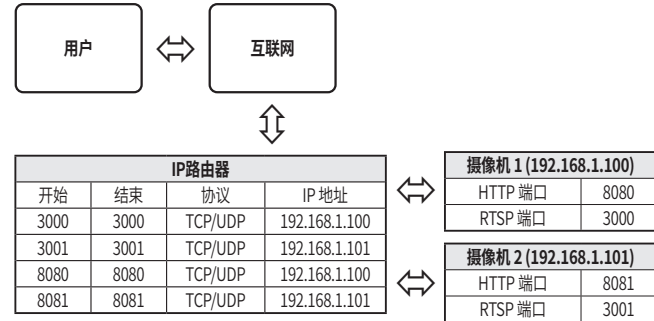 用户
互联网
IP路由器
开始 结束 协议 IP 地址
3000 3000 TCP/UDP 192.168.1.100
3001 3001 TCP/UDP 192.168.1.101
8080 8080 TCP/UDP 192.168.1.100
8081 8081 TCP/UDP 192.168.1.101
摄像机 1 (192.168.1.100)
HTTP 端口 8080
RTSP 端口 3000
摄像机 2 (192.168.1.101)
HTTP 端口 8081
RTSP 端口 3001